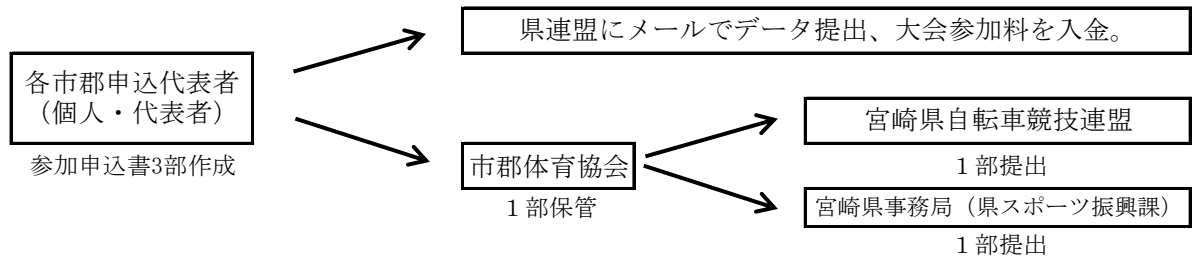 県連盟にメールでデータ提出、大会参加料を入金。
各市郡申込代表者
(個人・代表者)
参加申込書3部作成
市郡体育協会
１部保管
宮崎県自転車競技連盟
１部提出
宮崎県事務局（県スポーツ振興課）
１部提出